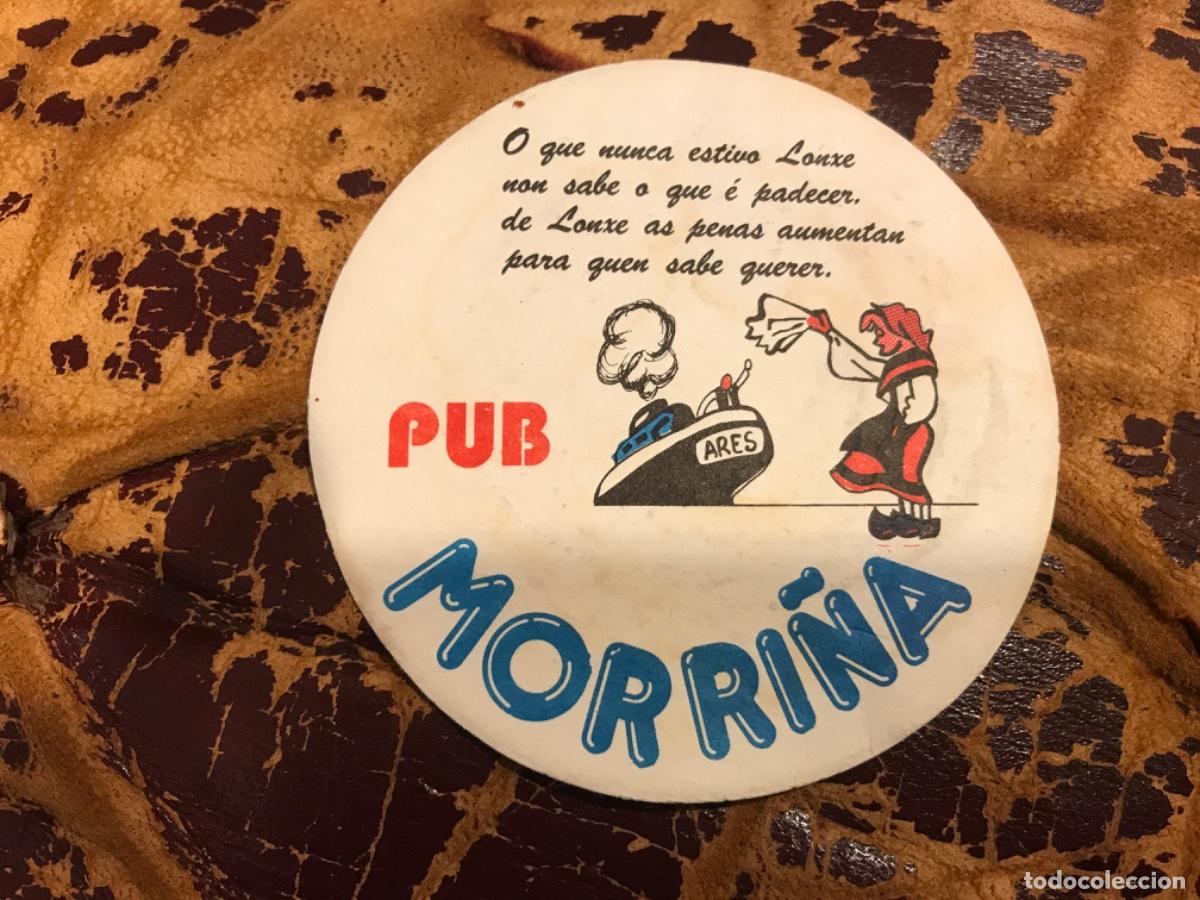 O que nunca estivo Lonxe
non sabe o que é padecer.
de Lonxe as penas aumentan
para quen sabe querer.
ARES
PUB
MORRIÑA
todocoleccion